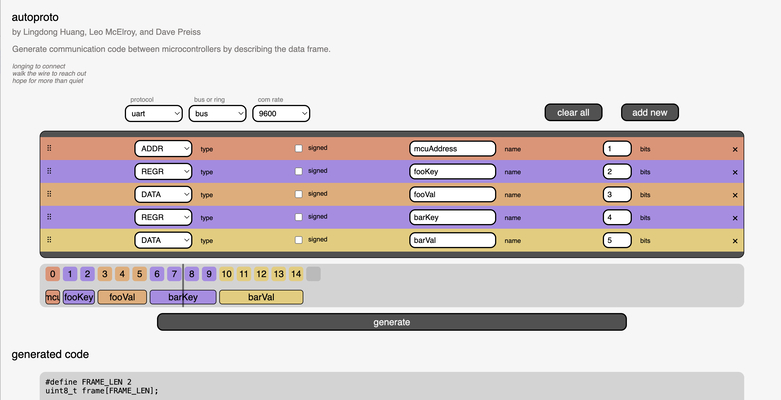 autoproto
by Lingdong Huang, Leo McElroy, and Dave Preiss
Generate communication code between microcontrollers by describing the data frame.
longing to connect
walk the wire to reach out
hope for more than quiet
protocol bus or ring com rate
uart bus 9600 clear all add new
ADDR type signed mcuAddress name 1 bits ×
REGR type signed fooKey name 2 bits ×
DATA type signed fooVal name 3 bits ×
REGR type signed barKey name 4 bits ×
DATA type signed barVal name 5 bits ×
0 1 2 3 4 5 6 7 8 9 10 11 12 13 14
mcu fooKey fooVal barKey barVal
generate
generated code
#define FRAME_LEN 2
uint8_t frame[FRAME_LEN];